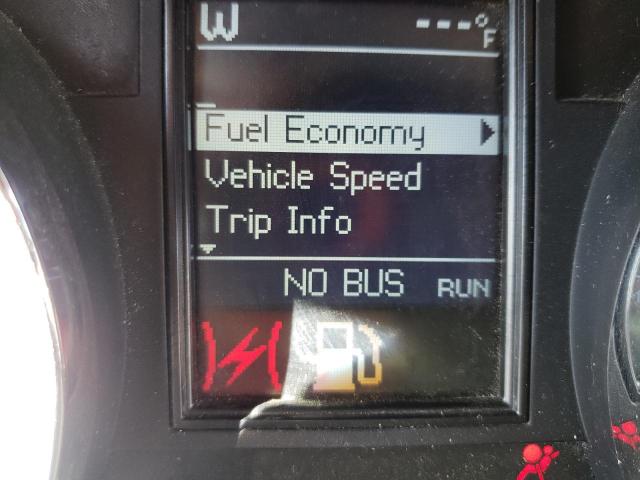 W ---°F
Fuel Economy
Vehicle Speed
Trip Info
NO BUS RUN